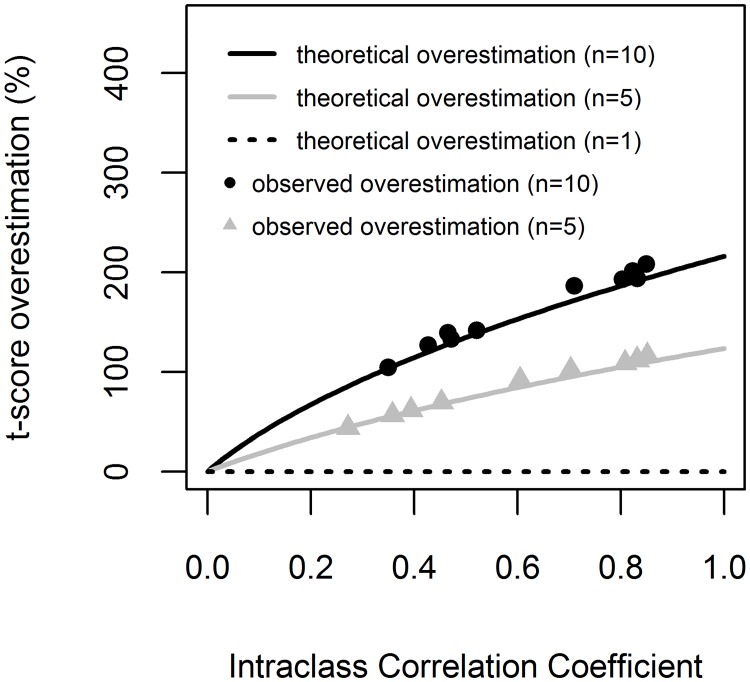 t-score overestimation (%)
400
300
200
100
0
theoretical overestimation (n=10)
theoretical overestimation (n=5)
theoretical overestimation (n=1)
observed overestimation (n=10)
observed overestimation (n=5)
0.0 0.2 0.4 0.6 0.8 1.0
Intraclass Correlation Coefficient